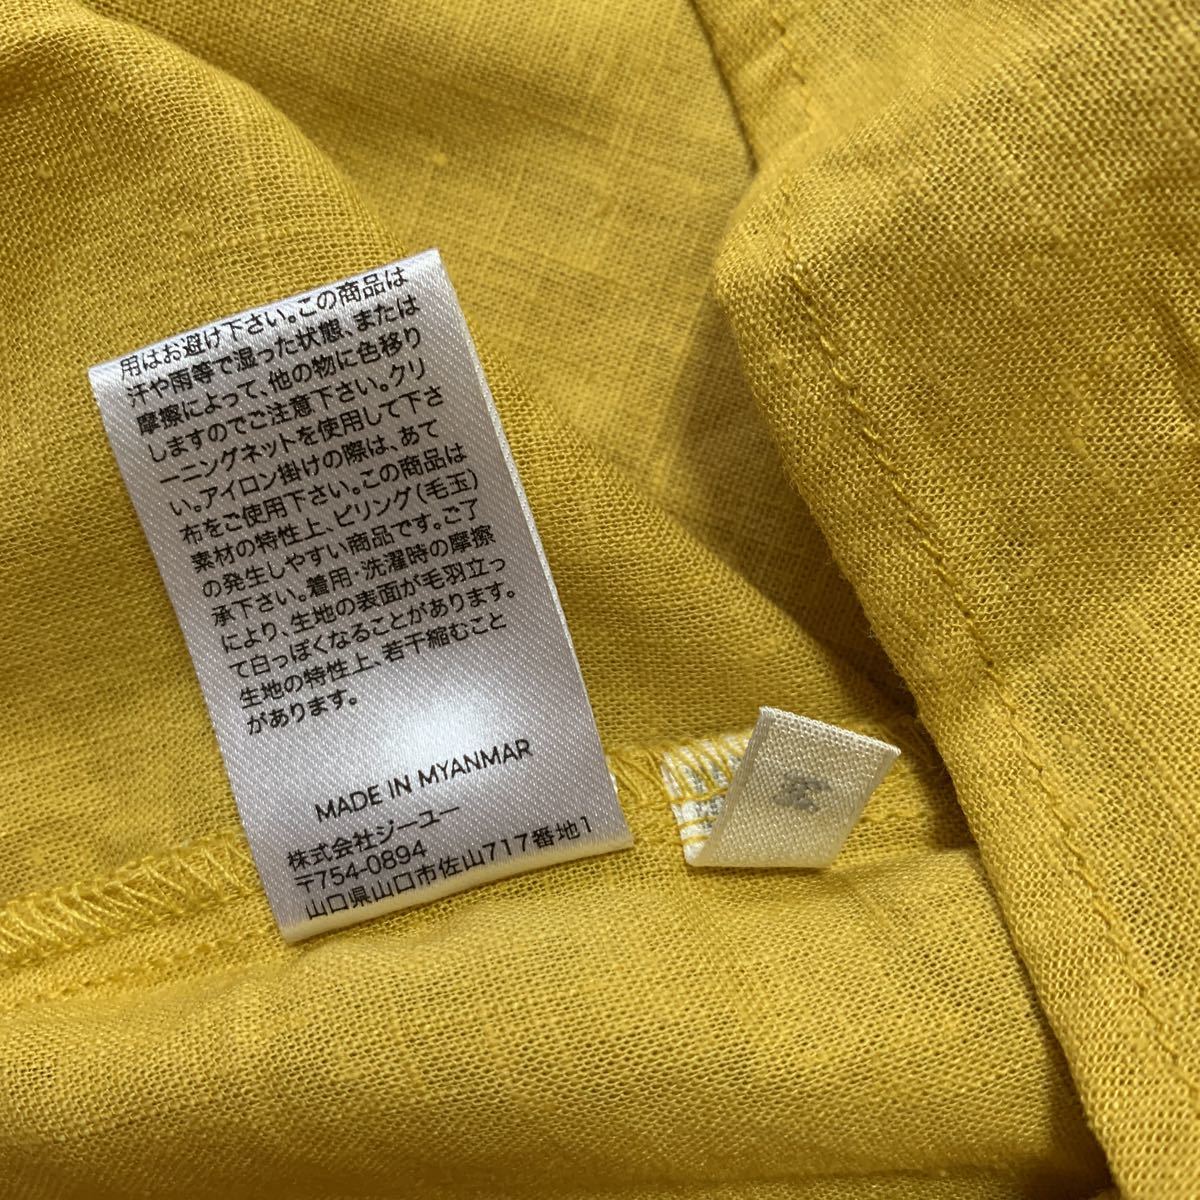 用はお避け下さい。この商品は
汗や雨等で湿った状態、または
摩擦によって、他の物に色移り
しますのでご注意下さい。クリ
ーニングネットを使用して下さ
い。アイロン掛けの際は、あて
布をご使用下さい。この商品は
素材の特性上、ピリング(毛玉)
の発生しやすい商品です。ご了
承下さい。着用・洗濯時の摩擦
により、生地の表面が毛羽立っ
て白っぽくなることがあります。
生地の特性上、若干縮むこと
があります。
MADE IN MYANMAR
株式会社ジーユー
〒754-0894
山口県山口市佐山717番地1
M